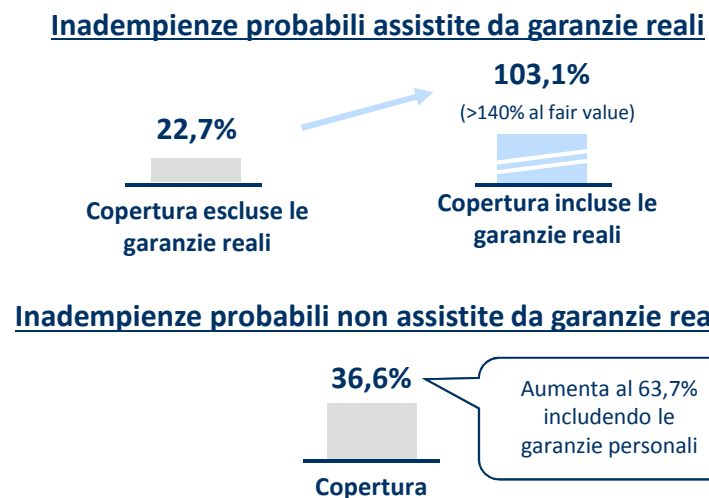 Inadempienze probabili assistite da garanzie reali
103,1%
(>140% al fair value)
22,7%
Copertura escluse le
garanzie reali
Copertura incluse le
garanzie reali
Inadempienze probabili non assistite da garanzie rea
36,6%
Aumenta al 63,7%
includendo le
garanzie personali
Copertura